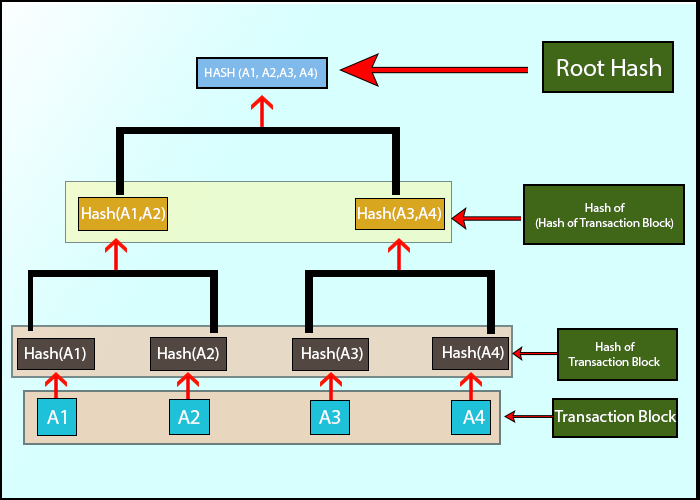 HASH (A1, A2,A3, A4)
Root Hash
Hash(A1,A2)
Hash(A3,A4)
Hash of
(Hash of Transaction Block)
Hash(A1)
Hash(A2)
Hash(A3)
Hash(A4)
Hash of
Transaction Block
A1
A2
A3
A4
Transaction Block